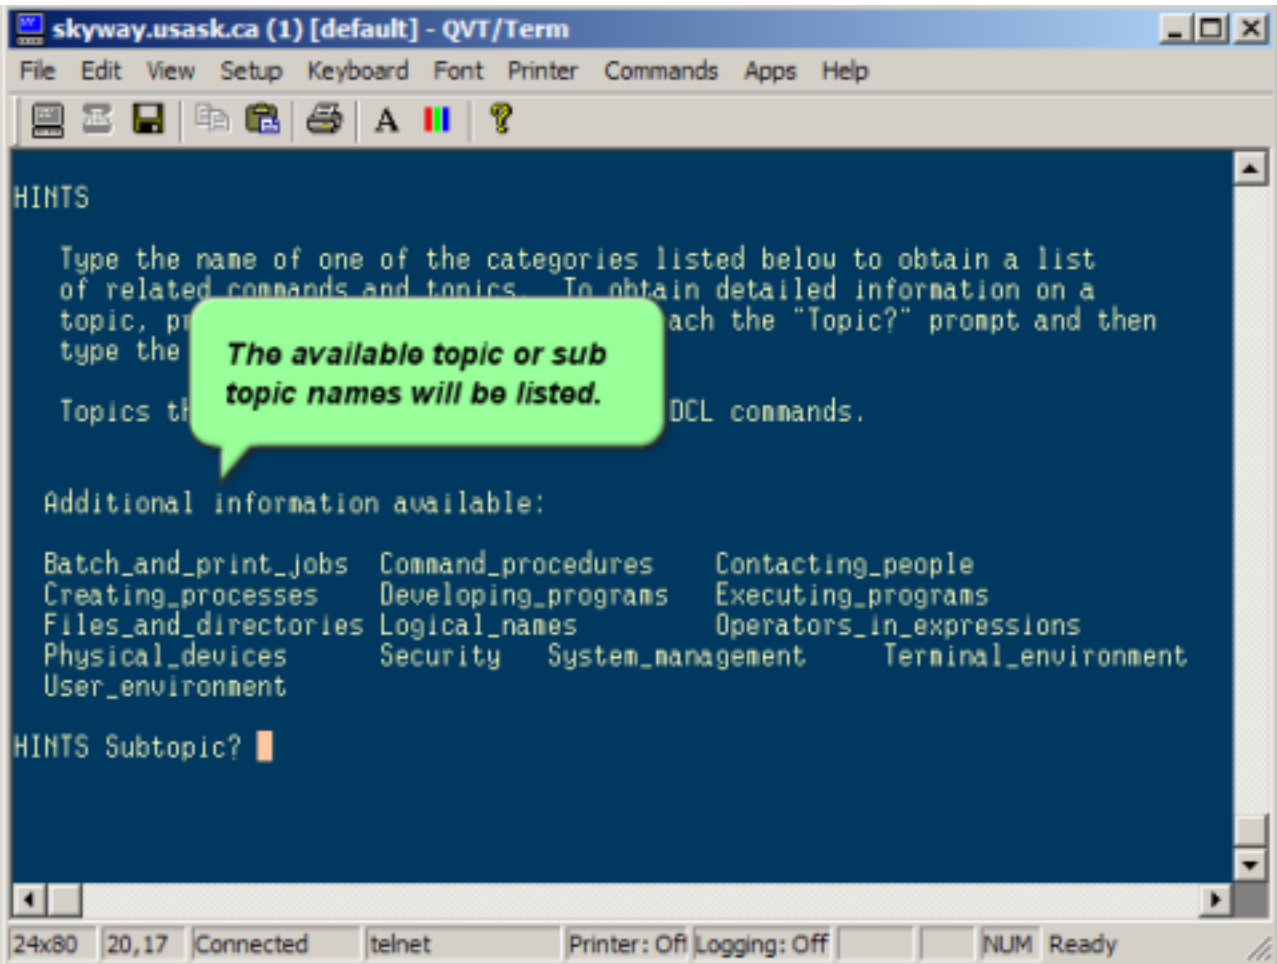 skyway.usask.ca (1) [default] - QVT/Term
File Edit View Setup Keyboard Font Printer Commands Apps Help
HINTS
Type the name of one of the categories listed below to obtain a list
of related commands and topics. To obtain detailed information on a
topic, ach the "Topic?" prompt and then
type the
The available topic or sub
topic names will be listed.
Topics DCL commands.
Additional information available:
Batch_and_print_jobs Command_procedures Contacting_people
Creating_processes Developing_programs Executing_programs
Files_and_directories Logical_names Operators_in_expressions
Physical_devices Security System_management Terminal_environment
User_environment
HINTS Subtopic?
24x80 20,17 Connected telnet Printer: Off Logging: Off NUM Ready